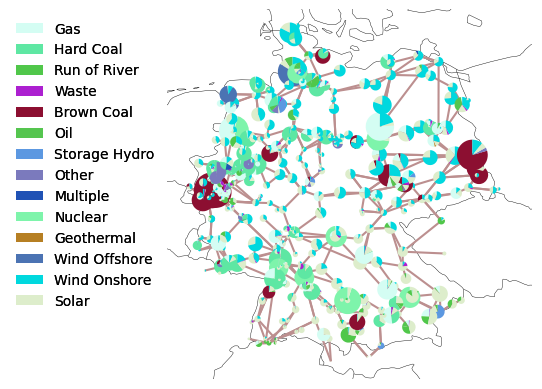 Gas
Hard Coal
Run of River
Waste
Brown Coal
Oil
Storage Hydro
Other
Multiple
Nuclear
Geothermal
Wind Offshore
Wind Onshore
Solar